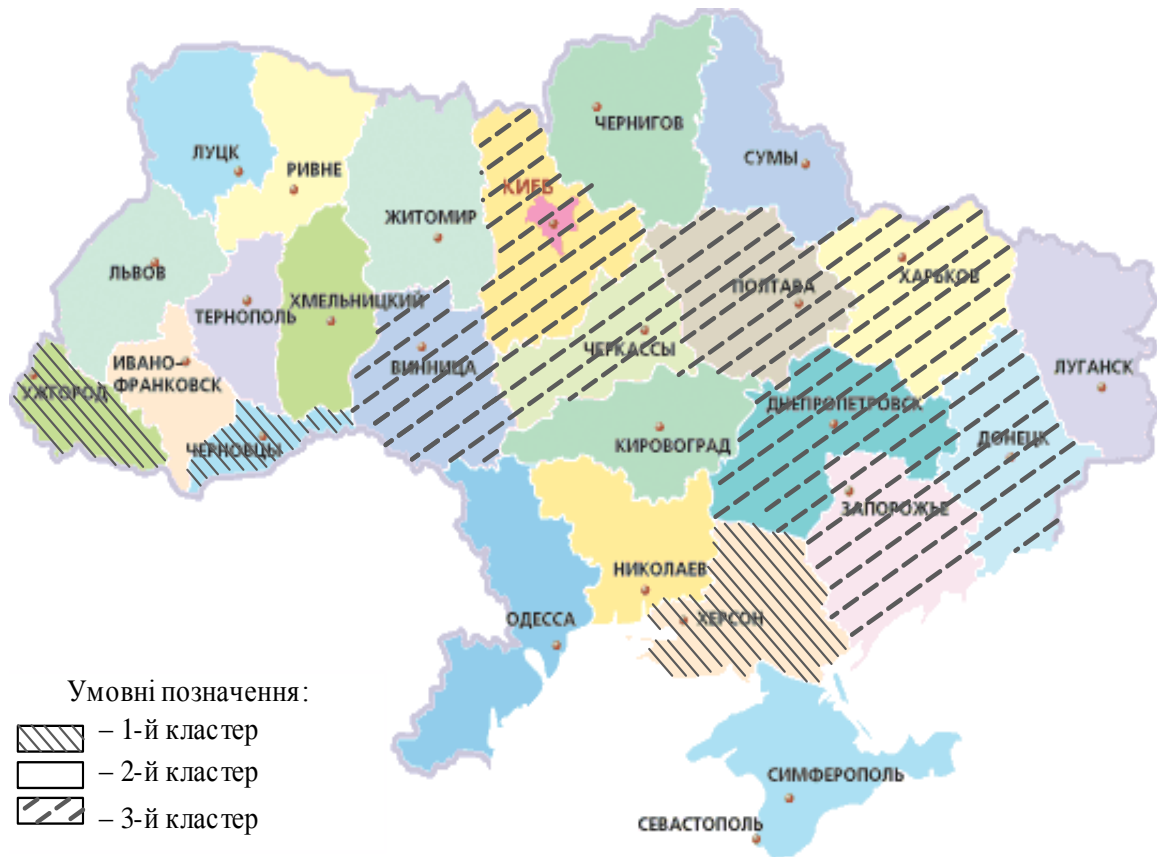 ЧЕРНИГОВ
ЛУЦК
СУМЫ
РИВНЕ
КИЕВ
ЖИТОМИР
ЛЬВОВ
ХАРЬКОВ
ПОЛТАВА
ХМЕЛЬНИЦКИЙ
ТЕРНОПОЛЬ
ЧЕРКАССЫ
ИВАНО-
ФРАНКОВСК
ВИННИЦА
ЛУГАНСК
УЖГОРОД
ДНЕПРОПЕТРОВСК
ДОНЕЦК
КИРОВОГРАД
ЧЕРНОВЦЫ
ЗАПОРОЖЬЕ
НИКОЛАЕВ
ОДЕССА
ХЕРСОН
СИМФЕРОПОЛЬ
СЕВАСТОПОЛЬ
Умовні позначення:
– 1-й кластер
– 2-й кластер
– 3-й кластер